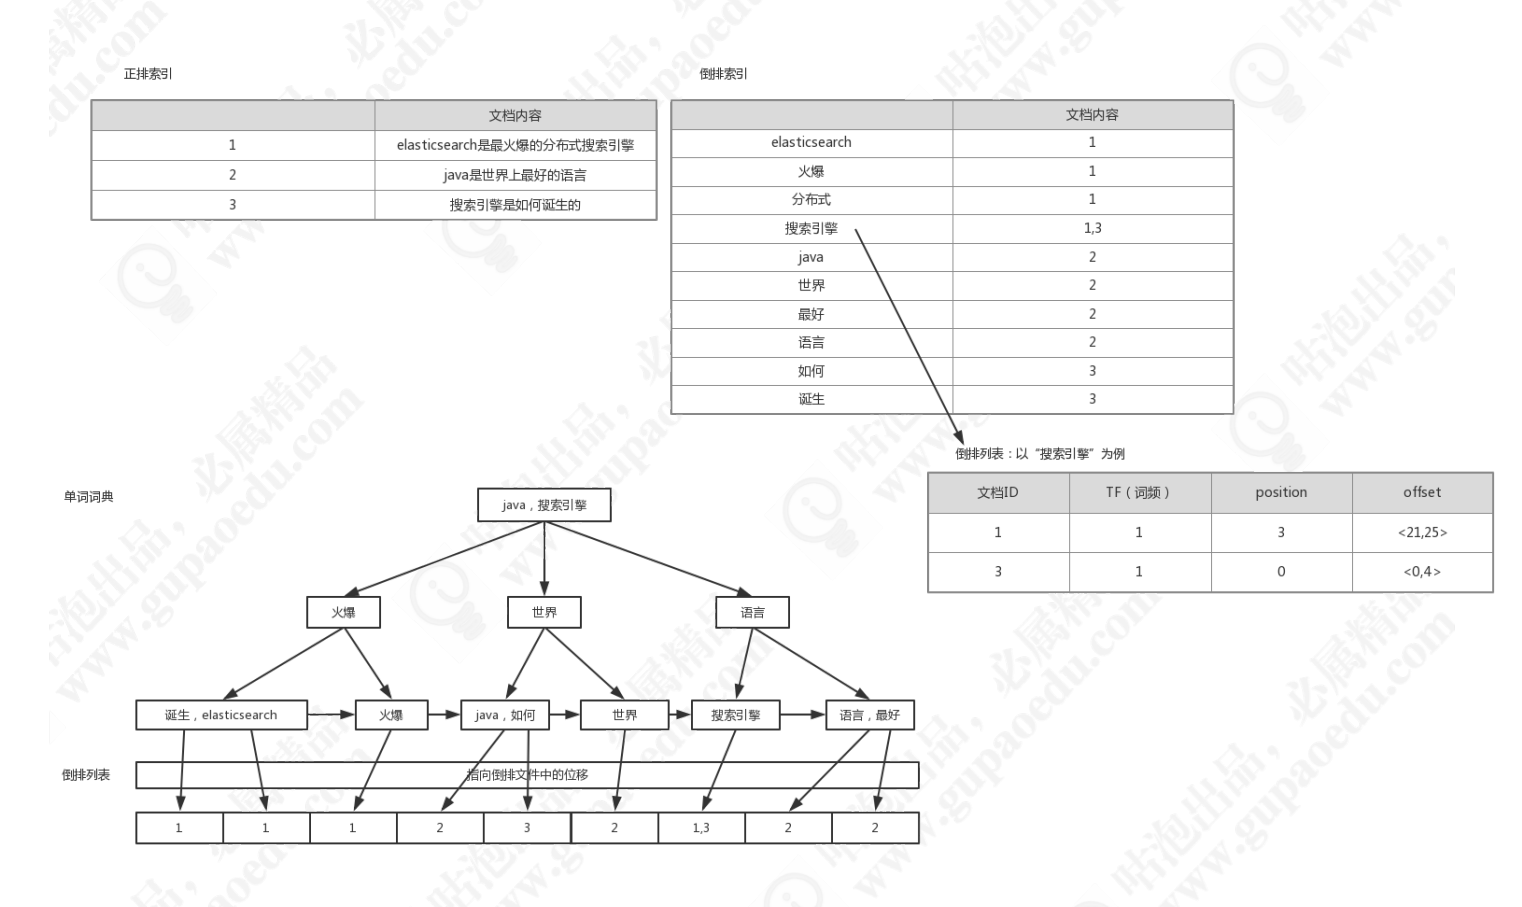 正排索引
文档内容
1 elasticsearch是最火爆的分布式搜索引擎
2 java是世界上最好的语言
3 搜索引擎是如何诞生的
倒排索引
文档内容
elasticsearch 1
火爆 1
分布式 1
搜索引擎 1,3
java 2
世界 2
最好 2
语言 2
如何 3
诞生 3
倒排列表：以“搜索引擎”为例
文档ID TF（词频） position offset
1 1 3 <21,25>
3 1 0 <0,4>
单词词典
java，搜索引擎
火爆 世界 语言
诞生，elasticsearch 火爆 java，如何 世界 搜索引擎 语言，最好
倒排列表
指向倒排文件中的位移
1 1 1 2 3 2 1,3 2 2
咕泡出品，必属精品
www.gupaoedu.com